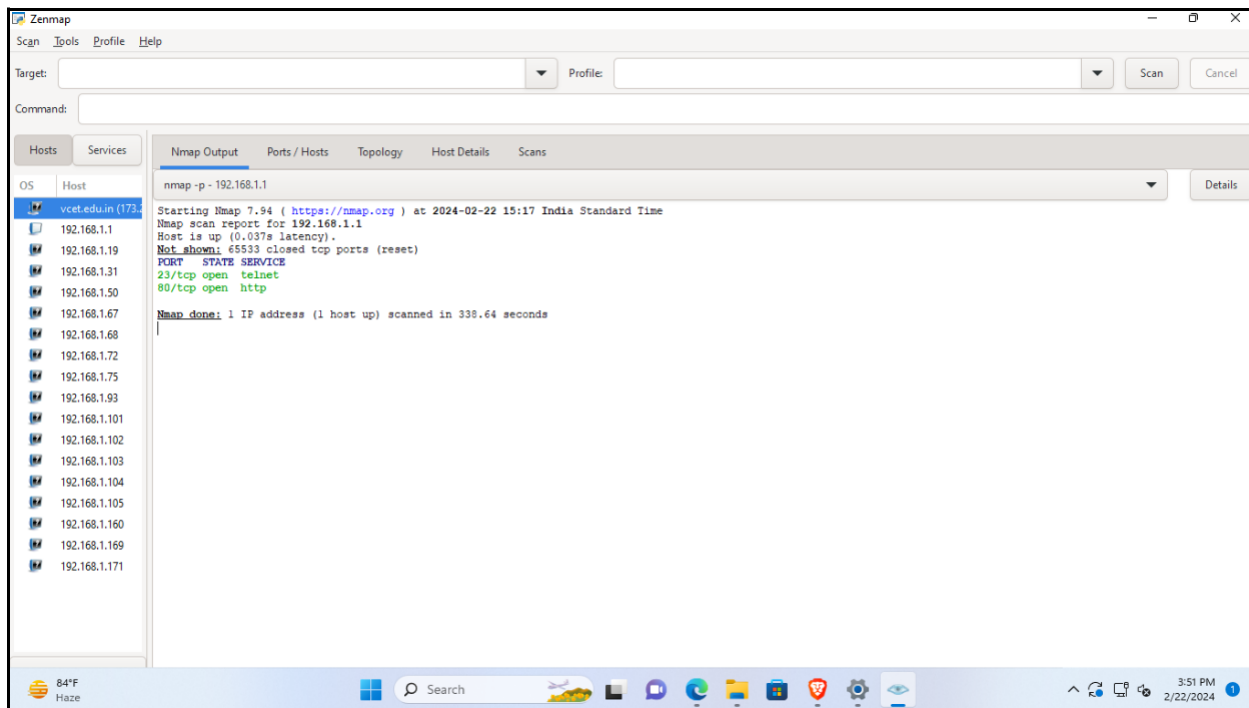 Zenmap
Scan Tools Profile Help
Target: Profile: Scan Cancel
Command:
Hosts Services
Nmap Output Ports / Hosts Topology Host Details Scans
OS Host
nmap -p - 192.168.1.1 Details
vcet.edu.in (173.2
192.168.1.1
192.168.1.19
192.168.1.31
192.168.1.50
192.168.1.67
192.168.1.68
192.168.1.72
192.168.1.75
192.168.1.93
192.168.1.101
192.168.1.102
192.168.1.103
192.168.1.104
192.168.1.105
192.168.1.160
192.168.1.169
192.168.1.171
Starting Nmap 7.94 ( https://nmap.org ) at 2024-02-22 15:17 India Standard Time
Nmap scan report for 192.168.1.1
Host is up (0.037s latency).
Not shown: 65533 closed tcp ports (reset)
PORT STATE SERVICE
23/tcp open telnet
80/tcp open http
Nmap done: 1 IP address (1 host up) scanned in 338.64 seconds
84°F
Haze
Search
3:51 PM
2/22/2024
1